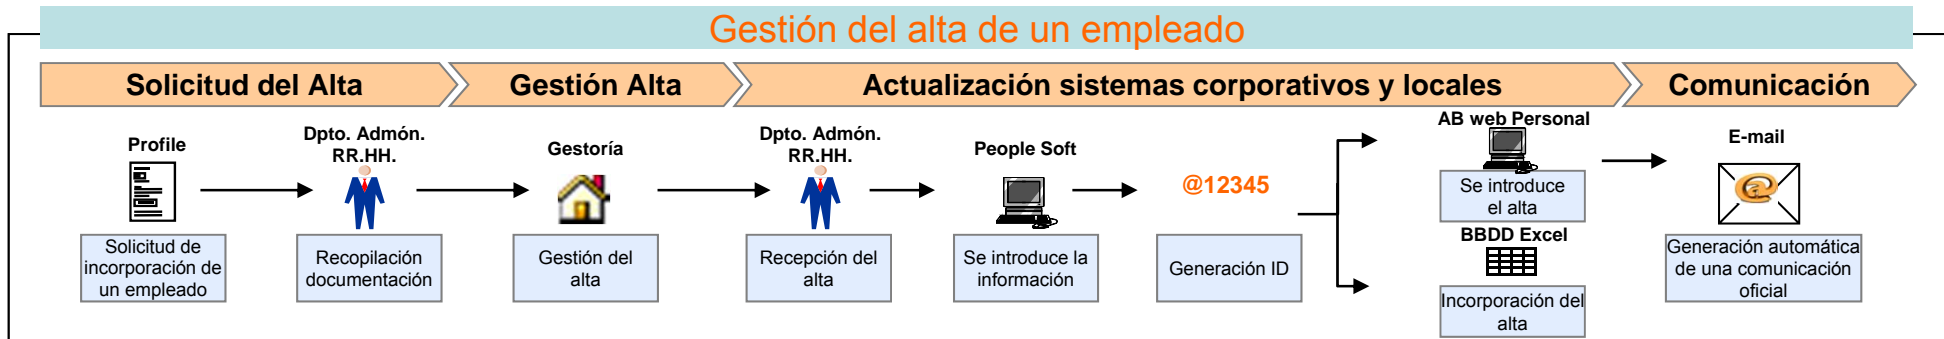 Gestión del alta de un empleado
Solicitud del Alta
Gestión Alta
Actualización sistemas corporativos y locales
Comunicación
Profile
Solicitud de
incorporación de
un empleado
Dpto. Admón.
RR.HH.
Recopilación
documentación
Gestoría
Gestión del
alta
Dpto. Admón.
RR.HH.
Recepción del
alta
People Soft
Se introduce la
información
@12345
Generación ID
AB web Personal
Se introduce
el alta
BBDD Excel
Incorporación del
alta
E-mail
@
Generación automática
de una comunicación
oficial